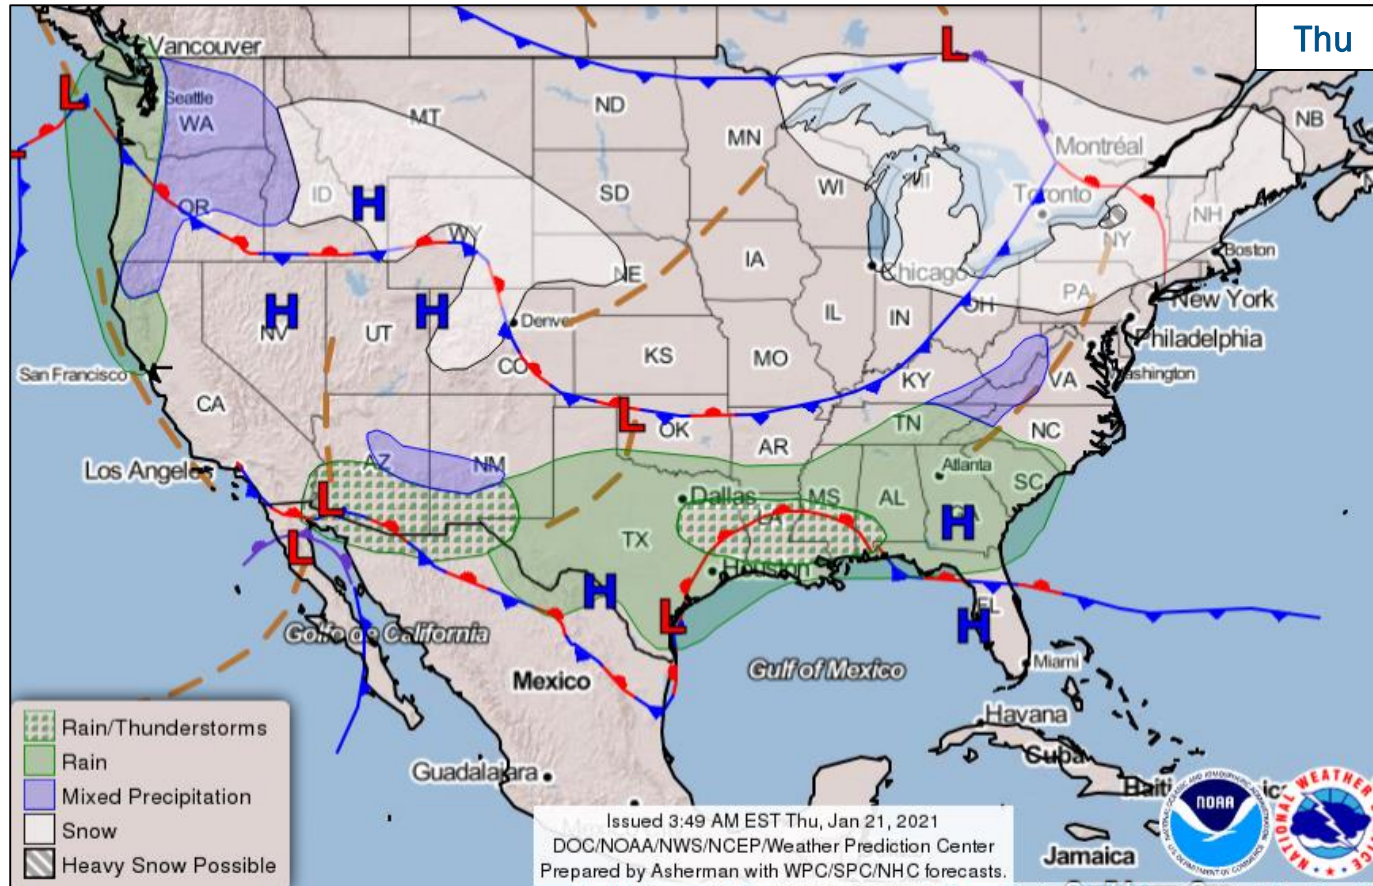 Thu
Vancouver
Seattle
WA
MT
ND
MN
Montréal
NB
OR
ID
SD
WI
MI
Toronto
NH
WY
NY
Boston
NE
IA
Chicago
PA
OH
New York
NV
UT
Denve
IL
IN
Philadelphia
San Francisco
CO
KS
MO
KY
VA
ashington
CA
OK
TN
NC
AR
Los Angeles
AZ
NM
Atlanta
SC
Dallas
MS
AL
GA
LA
TX
Houston
FL
Golfo de California
Mexico
Gulf of Mexico
Miami
Havana
Cuba
Guadalajara
Haiti
Jamaica
H
H
H
H
H
H
L
L
L
L
L
L
Rain/Thunderstorms
Rain
Mixed Precipitation
Snow
Heavy Snow Possible
Issued 3:49 AM EST Thu, Jan 21, 2021
DOC/NOAA/NWS/NCEP/Weather Prediction Center
Prepared by Asherman with WPC/SPC/NHC forecasts.
NOAA